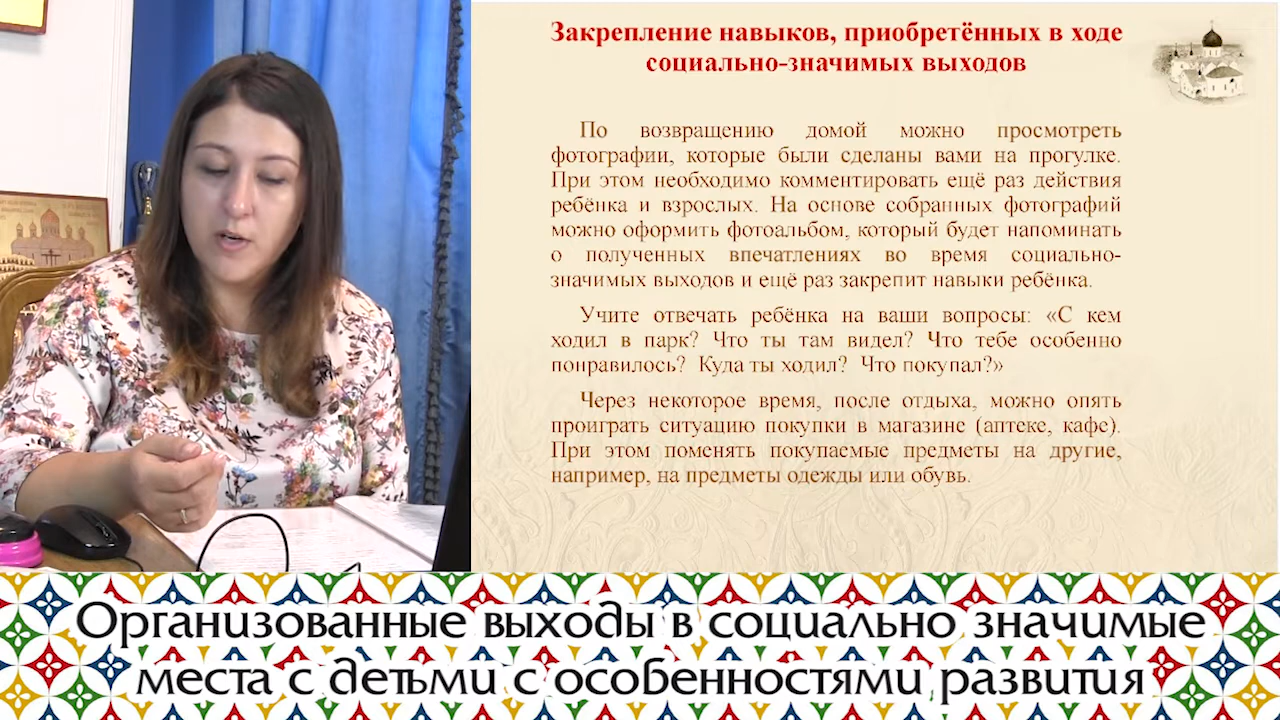 Закрепление навыков, приобретённых в ходе
социально-значимых выходов
По возвращению домой можно просмотреть
фотографии, которые были сделаны вами на прогулке.
При этом необходимо комментировать ещё раз действия
ребёнка и взрослых. На основе собранных фотографий
можно оформить фотоальбом, который будет напоминать
о полученных впечатлениях во время социально-
значимых выходов и ещё раз закрепит навыки ребёнка.
Учите отвечать ребёнка на ваши вопросы: «С кем
ходил в парк? Что ты там видел? Что тебе особенно
понравилось? Куда ты ходил? Что покупал?»
Через некоторое время, после отдыха, можно опять
проиграть ситуацию покупки в магазине (аптеке, кафе).
При этом поменять покупаемые предметы на другие,
например, на предметы одежды или обувь.
Организованные выходы в социально значимые
места с детьми с особенностями развития